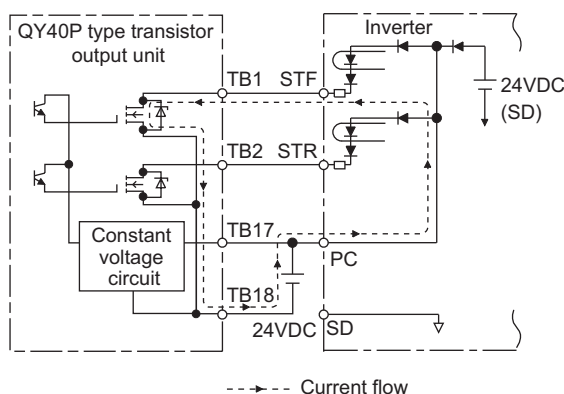 QY40P type transistor
output unit
Inverter
TB1 STF
24VDC
(SD)
TB2 STR
Constant
voltage
circuit
TB17
PC
TB18
24VDC SD
Current flow